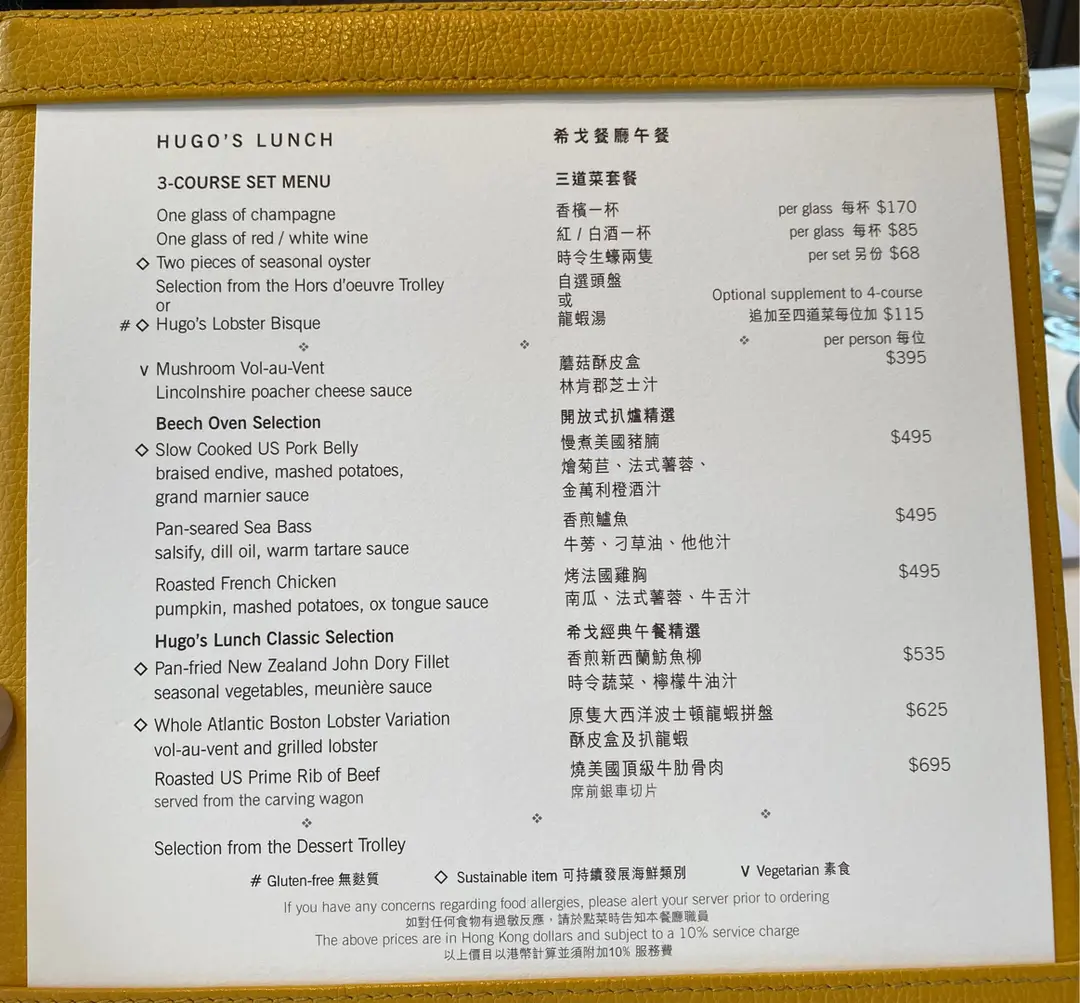 HUGO'S LUNCH 希戈餐廳午餐
3-COURSE SET MENU 三道菜套餐
One glass of champagne 香檳一杯 per glass 每杯 $170
One glass of red / white wine 紅 / 白酒一杯 per glass 每杯 $85
◇ Two pieces of seasonal oyster 時令生蠔兩隻 per set 另份 $68
Selection from the Hors d'oeuvre Trolley 自選頭盤
or 或 Optional supplement to 4-course
# ◇ Hugo's Lobster Bisque 龍蝦湯 追加至四道菜每位加 $115
per person 每位
V Mushroom Vol-au-Vent 蘑菇酥皮盒 $395
Lincolnshire poacher cheese sauce 林肯郡芝士汁
Beech Oven Selection 開放式扒爐精選
◇ Slow Cooked US Pork Belly 慢煮美國豬腩 $495
braised endive, mashed potatoes, 燴菊苣、法式薯蓉、
grand marnier sauce 金萬利橙酒汁
Pan-seared Sea Bass 香煎鱸魚 $495
salsify, dill oil, warm tartare sauce 牛蒡、刁草油、他他汁
Roasted French Chicken 烤法國雞胸 $495
pumpkin, mashed potatoes, ox tongue sauce 南瓜、法式薯蓉、牛舌汁
Hugo's Lunch Classic Selection 希戈經典午餐精選
◇ Pan-fried New Zealand John Dory Fillet 香煎新西蘭魴魚柳 $535
seasonal vegetables, meunière sauce 時令蔬菜、檸檬牛油汁
◇ Whole Atlantic Boston Lobster Variation 原隻大西洋波士頓龍蝦拼盤 $625
vol-au-vent and grilled lobster 酥皮盒及扒龍蝦
Roasted US Prime Rib of Beef 燒美國頂級牛肋骨肉 $695
served from the carving wagon 席前銀車切片
Selection from the Dessert Trolley
# Gluten-free 無麩質 ◇ Sustainable item 可持續發展海鮮類別 V Vegetarian 素食
If you have any concerns regarding food allergies, please alert your server prior to ordering
如對任何食物有過敏反應，請於點菜時告知本餐廳職員
The above prices are in Hong Kong dollars and subject to a 10% service charge
以上價目以港幣計算並須附加10% 服務費